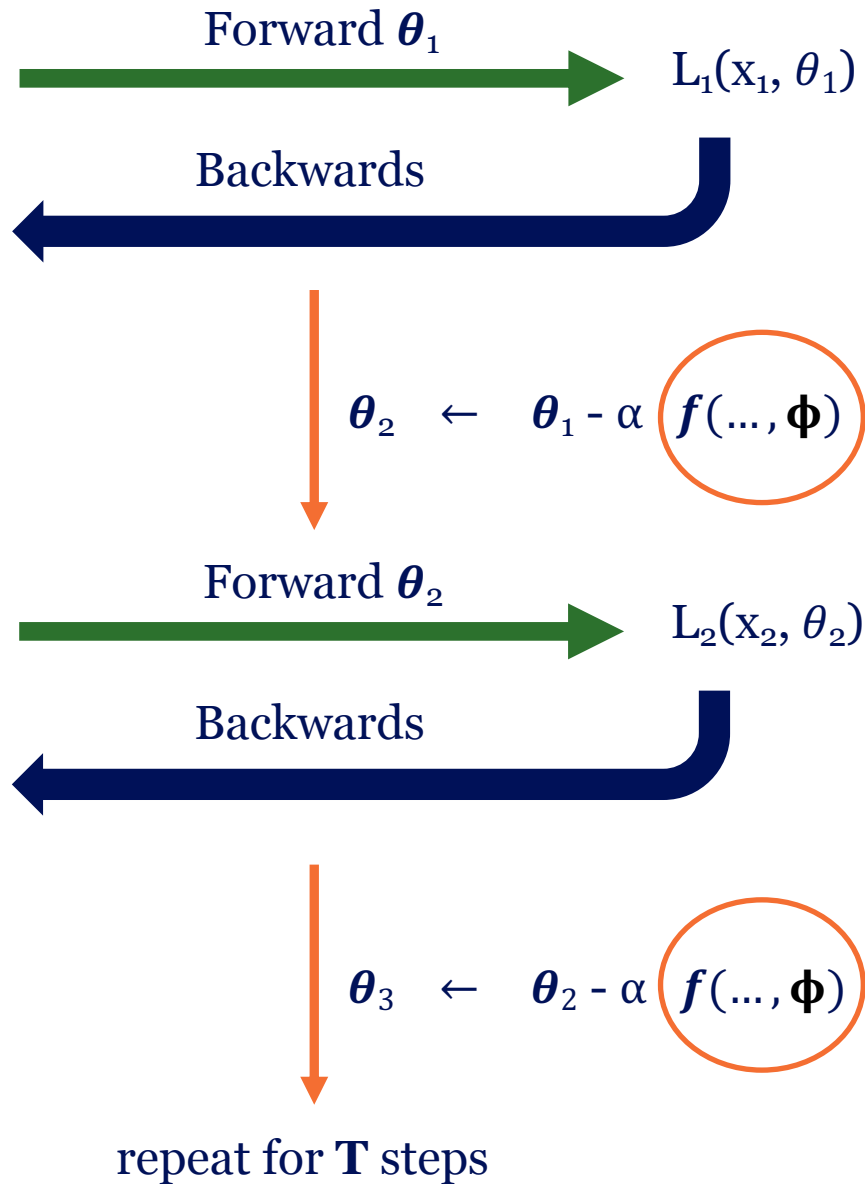 Forward θ₁
L₁(x₁, θ₁)
Backwards
θ₂ ← θ₁ - α f(…, ϕ)
Forward θ₂
L₂(x₂, θ₂)
Backwards
θ₃ ← θ₂ - α f(…, ϕ)
repeat for T steps